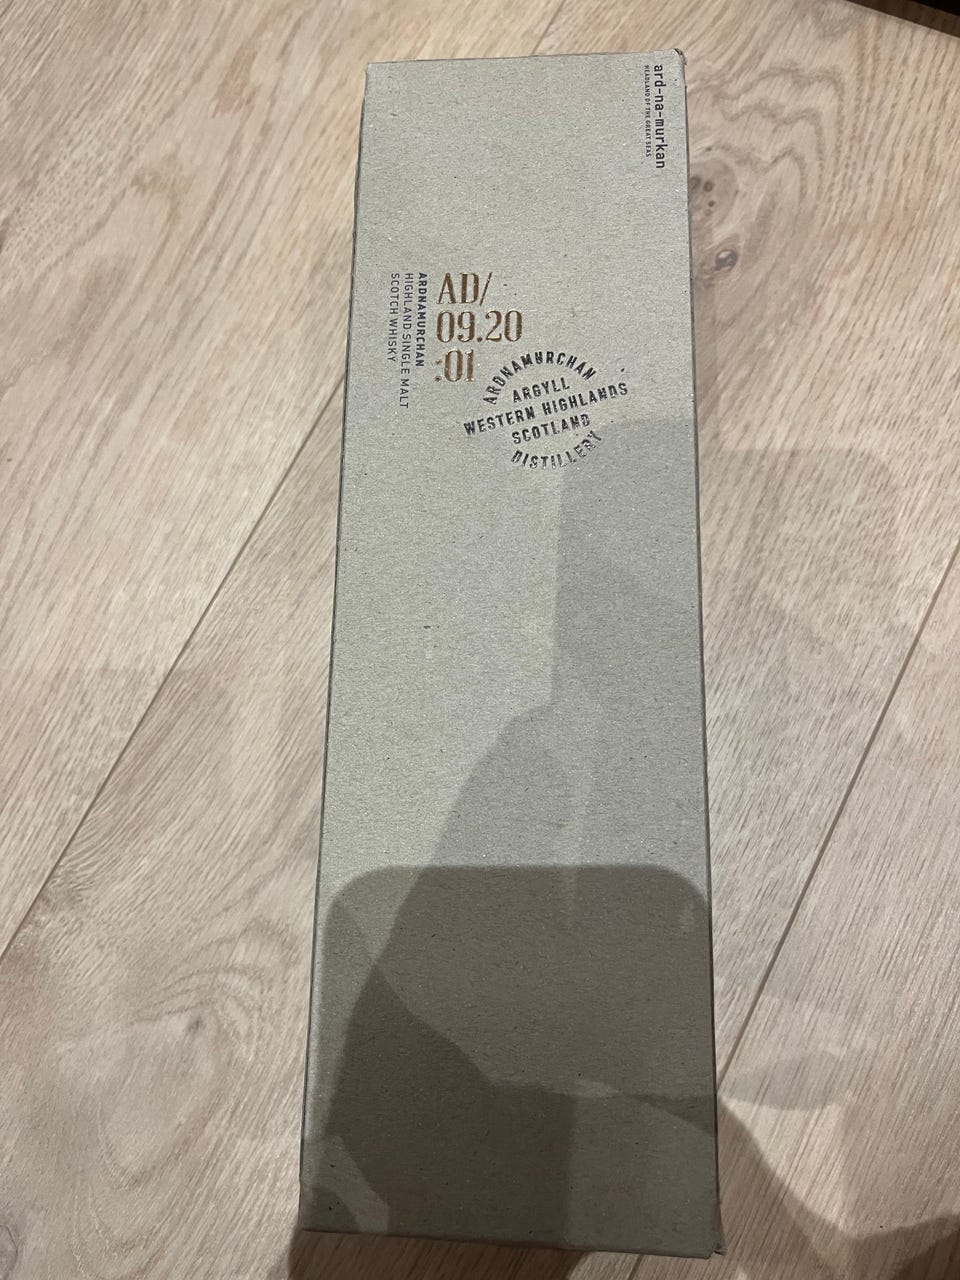 ard-na-murkan
HEADLAND OF THE GREAT SEAS
AD/
09.20
:01
ARDNAMURCHAN
HIGHLAND SINGLE MALT
SCOTCH WHISKY
ARDNAMURCHAN
ARGYLL
WESTERN HIGHLANDS
SCOTLAND
DISTILLERY